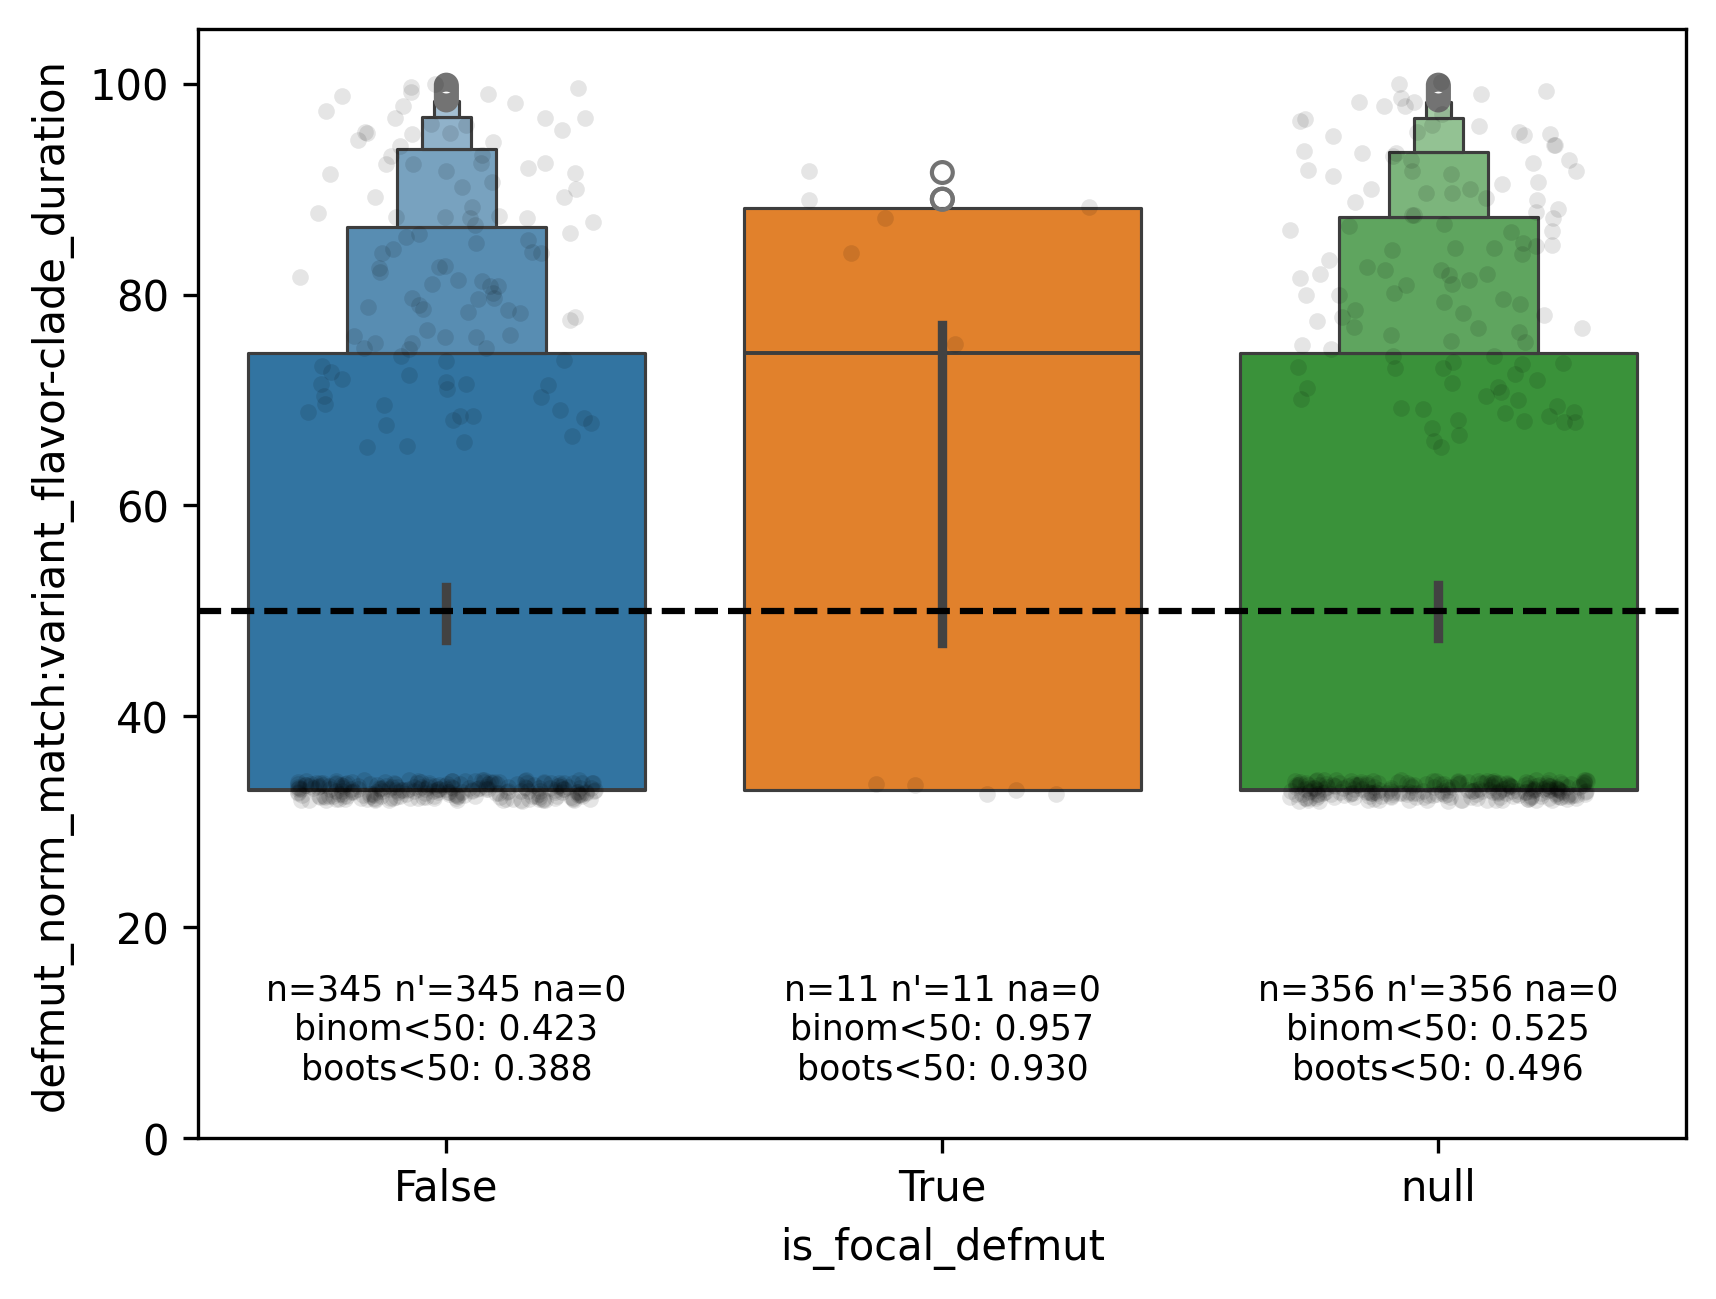 defmut_norm_match:variant_flavor-clade_duration
100
80
60
40
20
0
n=345 n'=345 na=0
binom<50: 0.423
boots<50: 0.388
n=11 n'=11 na=0
binom<50: 0.957
boots<50: 0.930
n=356 n'=356 na=0
binom<50: 0.525
boots<50: 0.496
False
True
null
is_focal_defmut